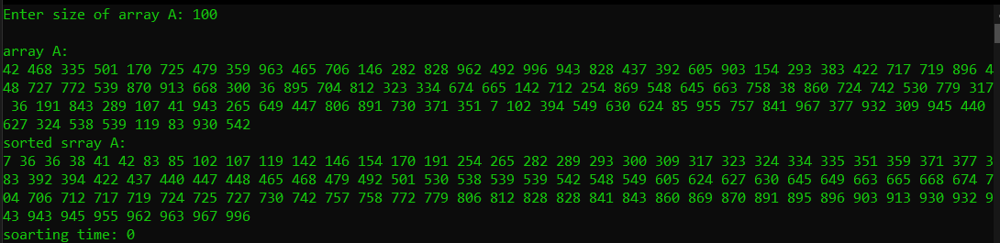 Enter size of array A: 100
array A:
42 468 335 501 170 725 479 359 963 465 706 146 282 828 962 492 996 943 828 437 392 605 903 154 293 383 422 717 719 896 4
48 727 772 539 870 913 668 300 36 895 704 812 323 334 674 665 142 712 254 869 548 645 663 758 38 860 724 742 530 779 317
36 191 843 289 107 41 943 265 649 447 806 891 730 371 351 7 102 394 549 630 624 85 955 757 841 967 377 932 309 945 440
627 324 538 539 119 83 930 542
sorted srray A:
7 36 36 38 41 42 83 85 102 107 119 142 146 154 170 191 254 265 282 289 293 300 309 317 323 324 334 335 351 359 371 377 3
83 392 394 422 437 440 447 448 465 468 479 492 501 530 538 539 539 542 548 549 605 624 627 630 645 649 663 665 668 674 7
04 706 712 717 719 724 725 727 730 742 757 758 772 779 806 812 828 828 841 843 860 869 870 891 895 896 903 913 930 932 9
43 943 945 955 962 963 967 996
soarting time: 0